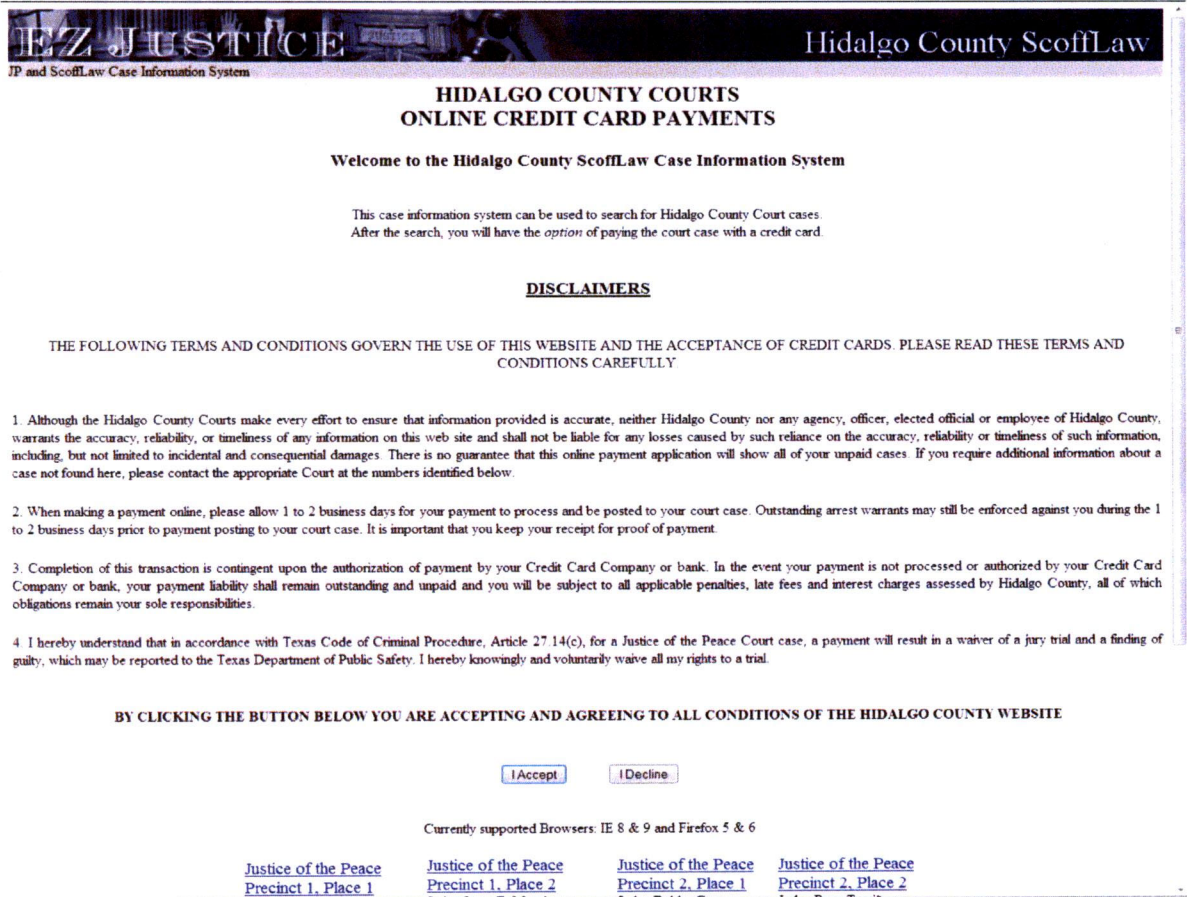 EZ JUSTICE
Hidalgo County ScoffLaw
JP and ScoffLaw Case Information System
HIDALGO COUNTY COURTS
ONLINE CREDIT CARD PAYMENTS
Welcome to the Hidalgo County ScoffLaw Case Information System
This case information system can be used to search for Hidalgo County Court cases.
After the search, you will have the option of paying the court case with a credit card.
DISCLAIMERS
THE FOLLOWING TERMS AND CONDITIONS GOVERN THE USE OF THIS WEBSITE AND THE ACCEPTANCE OF CREDIT CARDS. PLEASE READ THESE TERMS AND
CONDITIONS CAREFULLY.
1. Although the Hidalgo County Courts make every effort to ensure that information provided is accurate, neither Hidalgo County nor any agency, officer, elected official or employee of Hidalgo County,
warrants the accuracy, reliability, or timeliness of any information on this web site and shall not be liable for any losses caused by such reliance on the accuracy, reliability or timeliness of such information,
including, but not limited to incidental and consequential damages. There is no guarantee that this online payment application will show all of your unpaid cases. If you require additional information about a
case not found here, please contact the appropriate Court at the numbers identified below.
2. When making a payment online, please allow 1 to 2 business days for your payment to process and be posted to your court case. Outstanding arrest warrants may still be enforced against you during the 1
to 2 business days prior to payment posting to your court case. It is important that you keep your receipt for proof of payment.
3. Completion of this transaction is contingent upon the authorization of payment by your Credit Card Company or bank. In the event your payment is not processed or authorized by your Credit Card
Company or bank, your payment liability shall remain outstanding and unpaid and you will be subject to all applicable penalties, late fees and interest charges assessed by Hidalgo County, all of which
obligations remain your sole responsibilities.
4. I hereby understand that in accordance with Texas Code of Criminal Procedure, Article 27.14(c), for a Justice of the Peace Court case, a payment will result in a waiver of a jury trial and a finding of
guilty, which may be reported to the Texas Department of Public Safety. I hereby knowingly and voluntarily waive all my rights to a trial.
BY CLICKING THE BUTTON BELOW YOU ARE ACCEPTING AND AGREEING TO ALL CONDITIONS OF THE HIDALGO COUNTY WEBSITE
I Accept
I Decline
Currently supported Browsers: IE 8 & 9 and Firefox 5 & 6
Justice of the Peace
Precinct 1, Place 1
Justice of the Peace
Precinct 1, Place 2
Justice of the Peace
Precinct 2, Place 1
Justice of the Peace
Precinct 2, Place 2